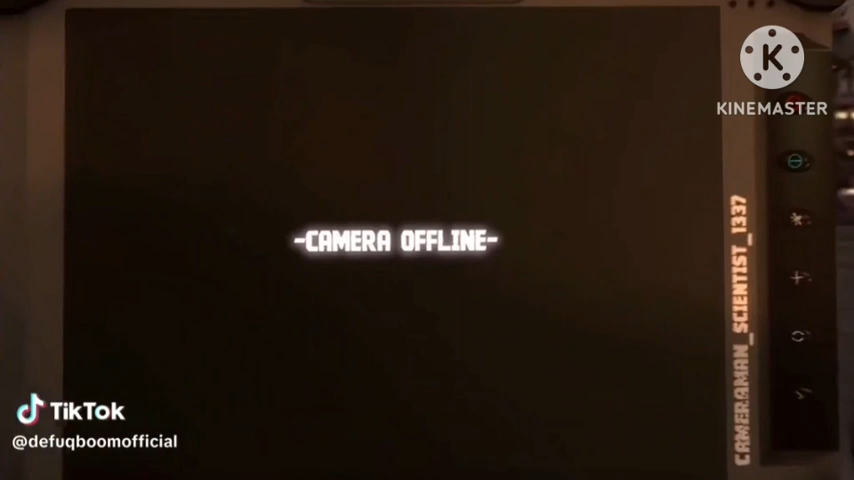 KINEMASTER
-CAMERA OFFLINE-
CAMERAMAN_SCIENTIST_1337
TikTok
@defuqboomofficial